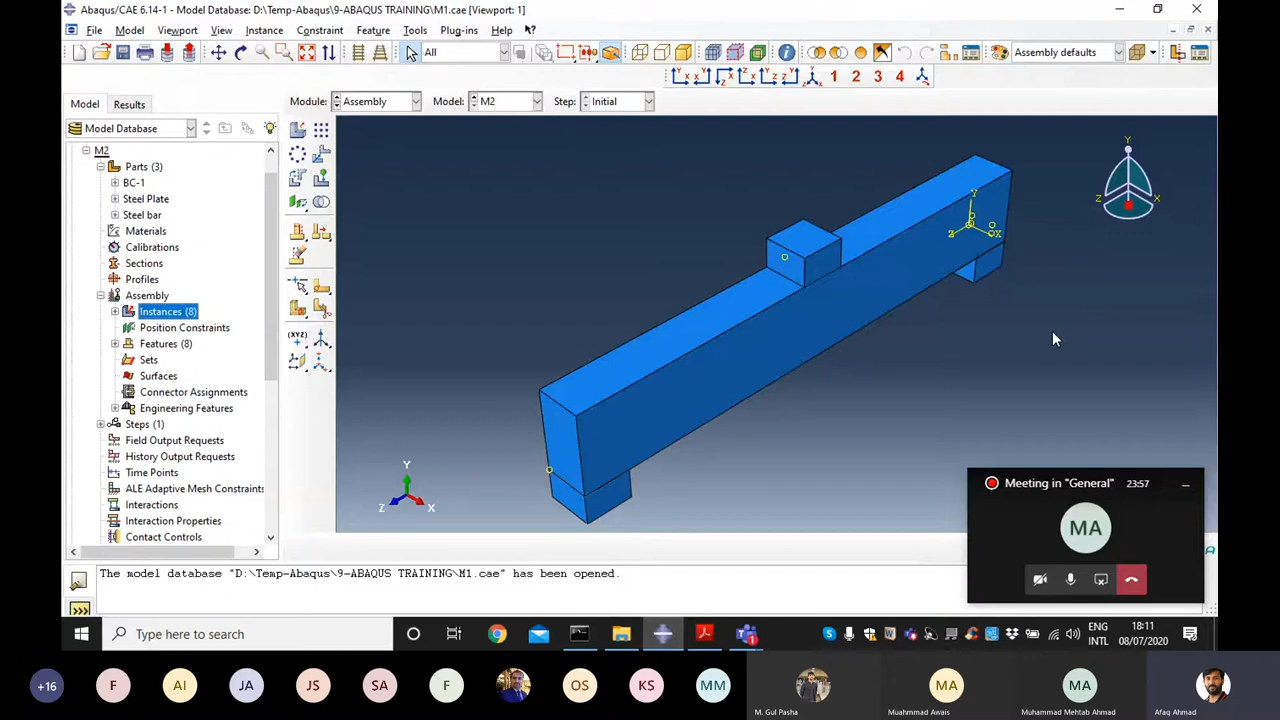 Abaqus/CAE 6.14-1 - Model Database: D:\Temp-Abaqus\9-ABAQUS TRAINING\M1.cae [Viewport: 1]
File Model Viewport View Instance Constraint Feature Tools Plug-ins Help
All
Assembly defaults
1 2 3 4
Model Results
Module: Assembly Model: M2 Step: Initial
Model Database
M2
Parts (3)
BC-1
Steel Plate
Steel bar
Materials
Calibrations
Sections
Profiles
Assembly
Instances (8)
Position Constraints
Features (8)
Sets
Surfaces
Connector Assignments
Engineering Features
Steps (1)
Field Output Requests
History Output Requests
Time Points
ALE Adaptive Mesh Constraints
Interactions
Interaction Properties
Contact Controls
(XYZ)
Y
Z X
Y
Z X
Y
Z X
Meeting in "General" 23:57
MA
The model database "D:\Temp-Abaqus\9-ABAQUS TRAINING\M1.cae" has been opened.
>>>
Type here to search
ENG
INTL
18:11
08/07/2020
+16 F AI JA JS SA F OS KS MM MA MA
M. Gul Pasha Muahmmad Awais Muhammad Mehtab Ahmad Afaq Ahmad